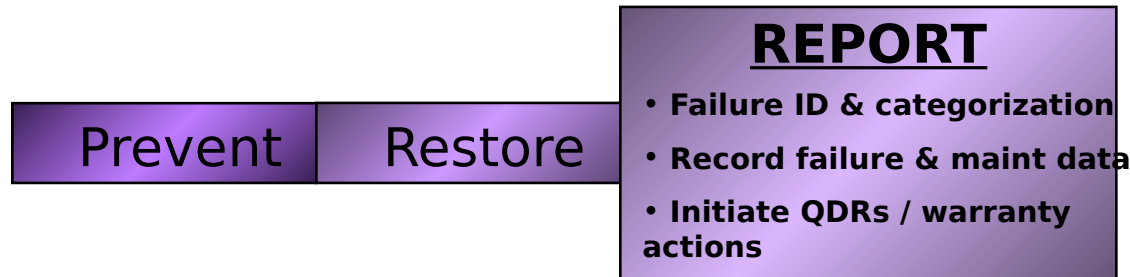 Prevent
Restore
REPORT
• Failure ID & categorization
• Record failure & maint data
• Initiate QDRs / warranty
actions